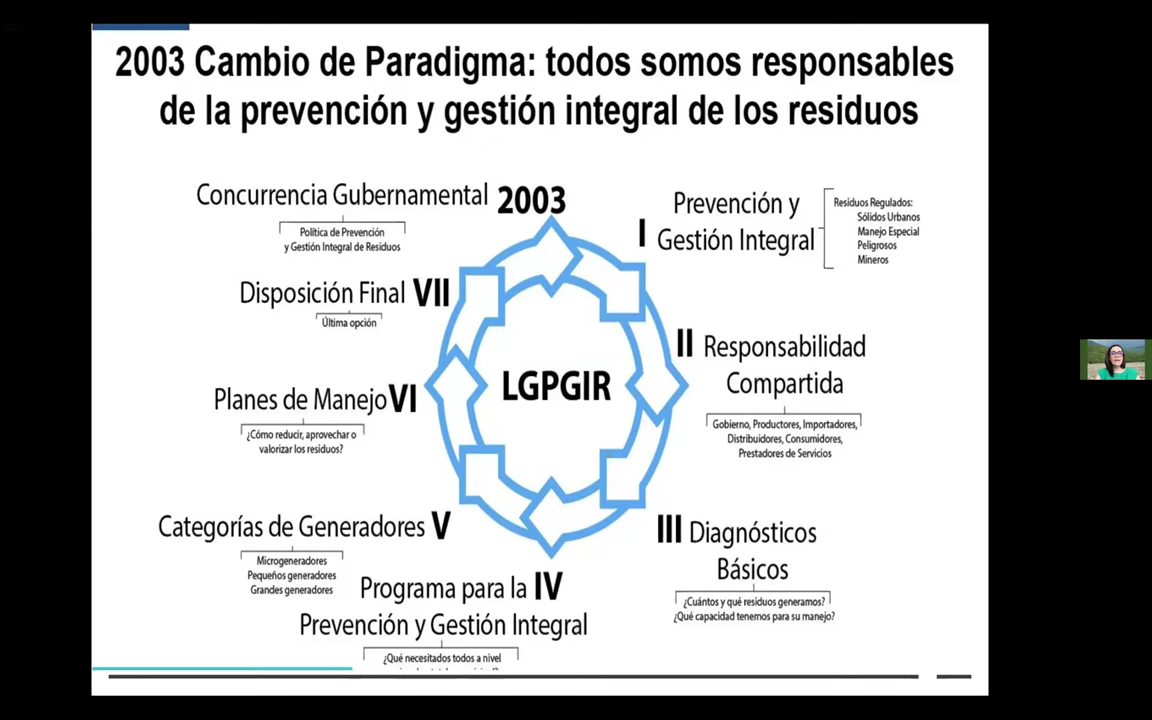 2003 Cambio de Paradigma: todos somos responsables
de la prevención y gestión integral de los residuos
Concurrencia Gubernamental
Política de Prevención
y Gestión Integral de Residuos
2003
I Prevención y
Gestión Integral
Residuos Regulados:
Sólidos Urbanos
Manejo Especial
Peligrosos
Mineros
II Responsabilidad
Compartida
Gobierno, Productores, Importadores,
Distribuidores, Consumidores,
Prestadores de Servicios
III Diagnósticos
Básicos
¿Cuántos y qué residuos generamos?
¿Qué capacidad tenemos para su manejo?
Programa para la IV
Prevención y Gestión Integral
¿Qué necesitados todos a nivel
Categorías de Generadores V
Microgeneradores
Pequeños generadores
Grandes generadores
Planes de Manejo VI
¿Cómo reducir, aprovechar o
valorizar los residuos?
Disposición Final VII
Última opción
LGPGIR